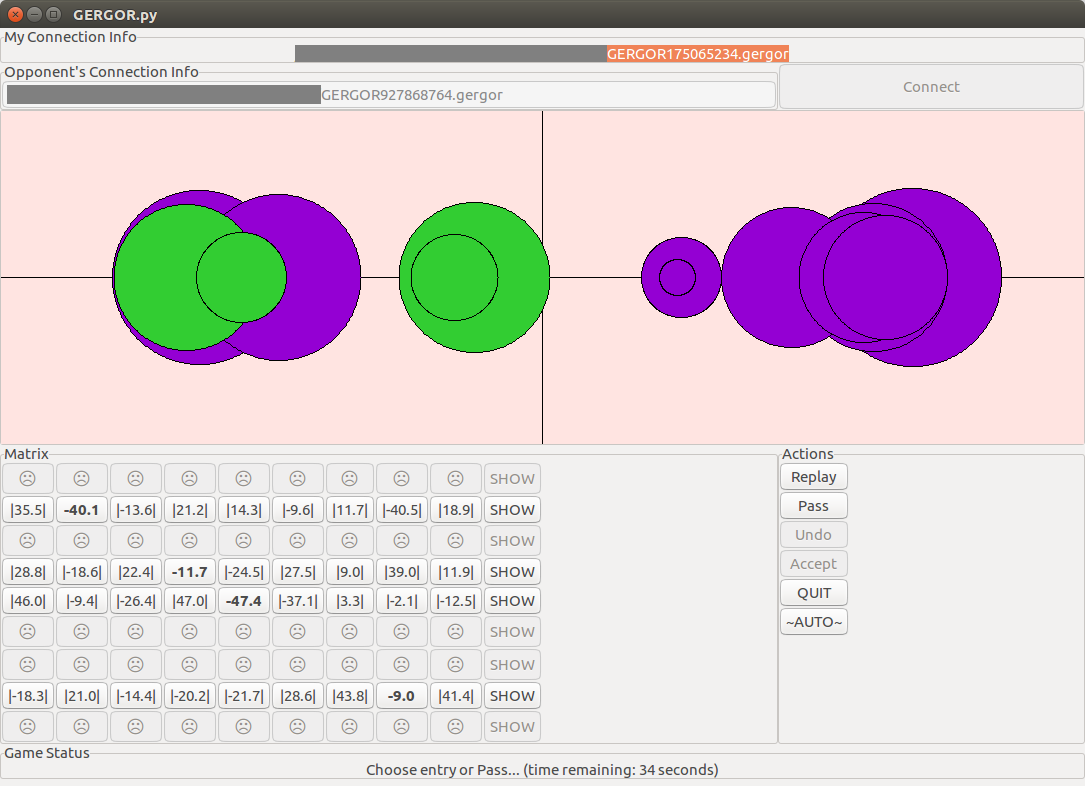 GERGOR.py
My Connection Info
GERGOR175065234.gergor
Opponent's Connection Info
GERGOR927868764.gergor
Connect
Matrix
Actions
☹ ☹ ☹ ☹ ☹ ☹ ☹ ☹ ☹ SHOW
|35.5| -40.1 |-13.6| |21.2| |14.3| |-9.6| |11.7| |-40.5| |18.9| SHOW
☹ ☹ ☹ ☹ ☹ ☹ ☹ ☹ ☹ SHOW
|28.8| |-18.6| |22.4| -11.7 |-24.5| |27.5| |9.0| |39.0| |11.9| SHOW
|46.0| |-9.4| |-26.4| |47.0| -47.4 |-37.1| |3.3| |-2.1| |-12.5| SHOW
☹ ☹ ☹ ☹ ☹ ☹ ☹ ☹ ☹ SHOW
☹ ☹ ☹ ☹ ☹ ☹ ☹ ☹ ☹ SHOW
|-18.3| |21.0| |-14.4| |-20.2| |-21.7| |28.6| |43.8| -9.0 |41.4| SHOW
☹ ☹ ☹ ☹ ☹ ☹ ☹ ☹ ☹ SHOW
Replay
Pass
Undo
Accept
QUIT
~AUTO~
Game Status
Choose entry or Pass... (time remaining: 34 seconds)